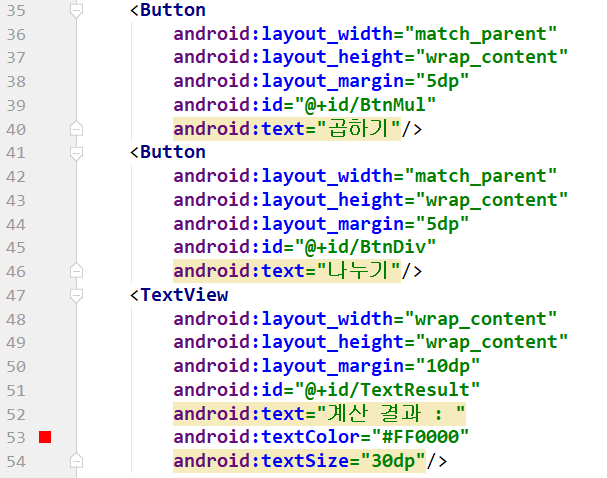 35 <Button
36 android:layout_width="match_parent"
37 android:layout_height="wrap_content"
38 android:layout_margin="5dp"
39 android:id="@+id/BtnMul"
40 android:text="곱하기"/>
41 <Button
42 android:layout_width="match_parent"
43 android:layout_height="wrap_content"
44 android:layout_margin="5dp"
45 android:id="@+id/BtnDiv"
46 android:text="나누기"/>
47 <TextView
48 android:layout_width="wrap_content"
49 android:layout_height="wrap_content"
50 android:layout_margin="10dp"
51 android:id="@+id/TextResult"
52 android:text="계산 결과 : "
53 android:textColor="#FF0000"
54 android:textSize="30dp"/>